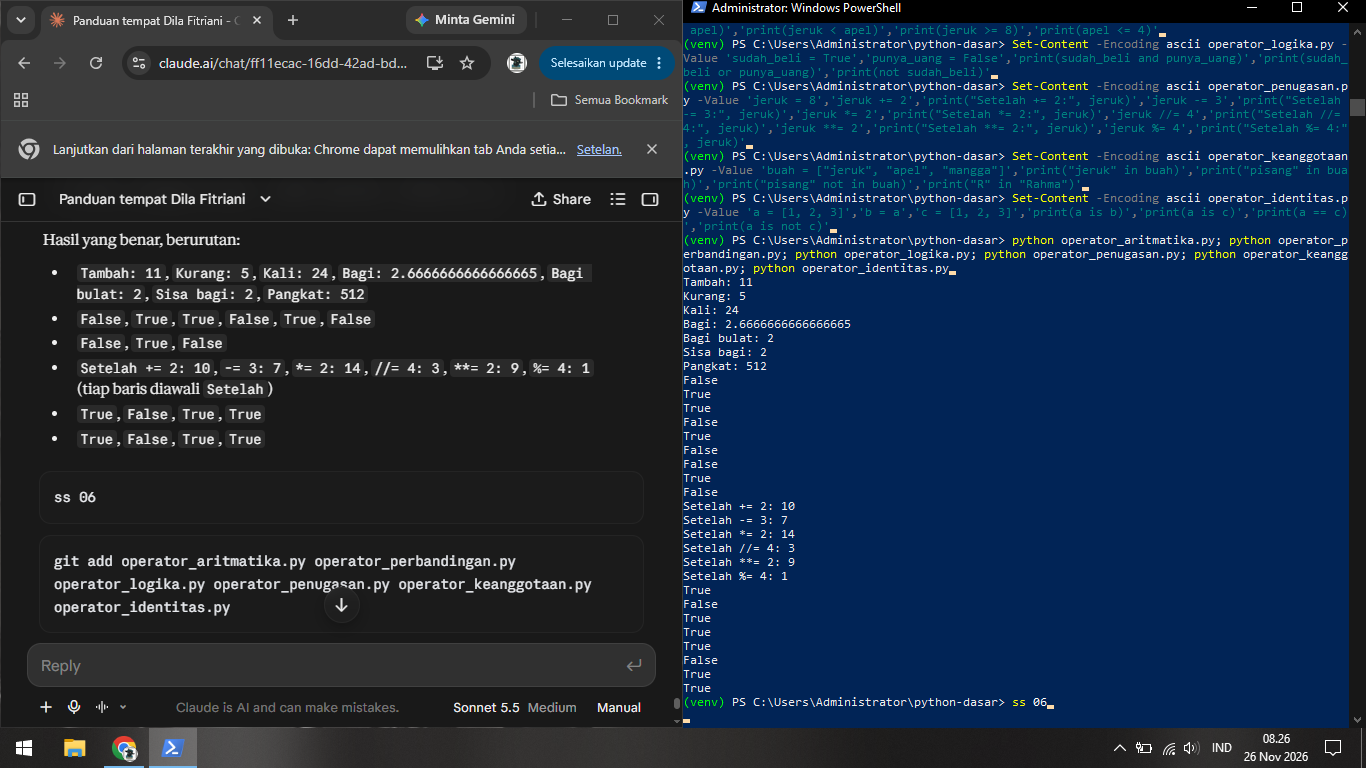 Panduan tempat Dila Fitriani - C
Minta Gemini
claude.ai/chat/ff11ecac-16dd-42ad-bd...
Selesaikan update
Semua Bookmark
Lanjutkan dari halaman terakhir yang dibuka: Chrome dapat memulihkan tab Anda setia... Setelan.
Panduan tempat Dila Fitriani
Share
Hasil yang benar, berurutan:
• Tambah: 11, Kurang: 5, Kali: 24, Bagi: 2.6666666666666665, Bagi
bulat: 2, Sisa bagi: 2, Pangkat: 512
• False, True, True, False, True, False
• False, True, False
• Setelah += 2: 10, -= 3: 7, *= 2: 14, //= 4: 3, **= 2: 9, %= 4: 1
(tiap baris diawali Setelah)
• True, False, True, True
• True, False, True, True
ss 06
git add operator_aritmatika.py operator_perbandingan.py
operator_logika.py operator_penugasan.py operator_keanggotaan.py
operator_identitas.py
Reply
Claude is AI and can make mistakes.
Sonnet 5.5 Medium
Manual
Administrator: Windows PowerShell
apel)','print(jeruk < apel)','print(jeruk >= 8)','print(apel <= 4)'
(venv) PS C:\Users\Administrator\python-dasar> Set-Content -Encoding ascii operator_logika.py -
Value 'sudah_beli = True','punya_uang = False','print(sudah_beli and punya_uang)','print(sudah_
beli or punya_uang)','print(not sudah_beli)'
(venv) PS C:\Users\Administrator\python-dasar> Set-Content -Encoding ascii operator_penugasan.p
y -Value 'jeruk = 8','jeruk += 2','print("Setelah += 2:", jeruk)','jeruk -= 3','print("Setelah
-= 3:", jeruk)','jeruk *= 2','print("Setelah *= 2:", jeruk)','jeruk //= 4','print("Setelah //=
4:", jeruk)','jeruk **= 2','print("Setelah **= 2:", jeruk)','jeruk %= 4','print("Setelah %= 4:"
, jeruk)'
(venv) PS C:\Users\Administrator\python-dasar> Set-Content -Encoding ascii operator_keanggotaan
.py -Value 'buah = ["jeruk", "apel", "mangga"]','print("jeruk" in buah)','print("pisang" in bua
h)','print("pisang" not in buah)','print("R" in "Rahma")'
(venv) PS C:\Users\Administrator\python-dasar> Set-Content -Encoding ascii operator_identitas.p
y -Value 'a = [1, 2, 3]','b = a','c = [1, 2, 3]','print(a is b)','print(a is c)','print(a == c)
','print(a is not c)'
(venv) PS C:\Users\Administrator\python-dasar> python operator_aritmatika.py; python operator_p
erbandingan.py; python operator_logika.py; python operator_penugasan.py; python operator_keangg
otaan.py; python operator_identitas.py
Tambah: 11
Kurang: 5
Kali: 24
Bagi: 2.6666666666666665
Bagi bulat: 2
Sisa bagi: 2
Pangkat: 512
False
True
True
False
True
False
False
True
False
Setelah += 2: 10
Setelah -= 3: 7
Setelah *= 2: 14
Setelah //= 4: 3
Setelah **= 2: 9
Setelah %= 4: 1
True
False
True
True
True
False
True
True
(venv) PS C:\Users\Administrator\python-dasar> ss 06
IND
08.26
26 Nov 2026